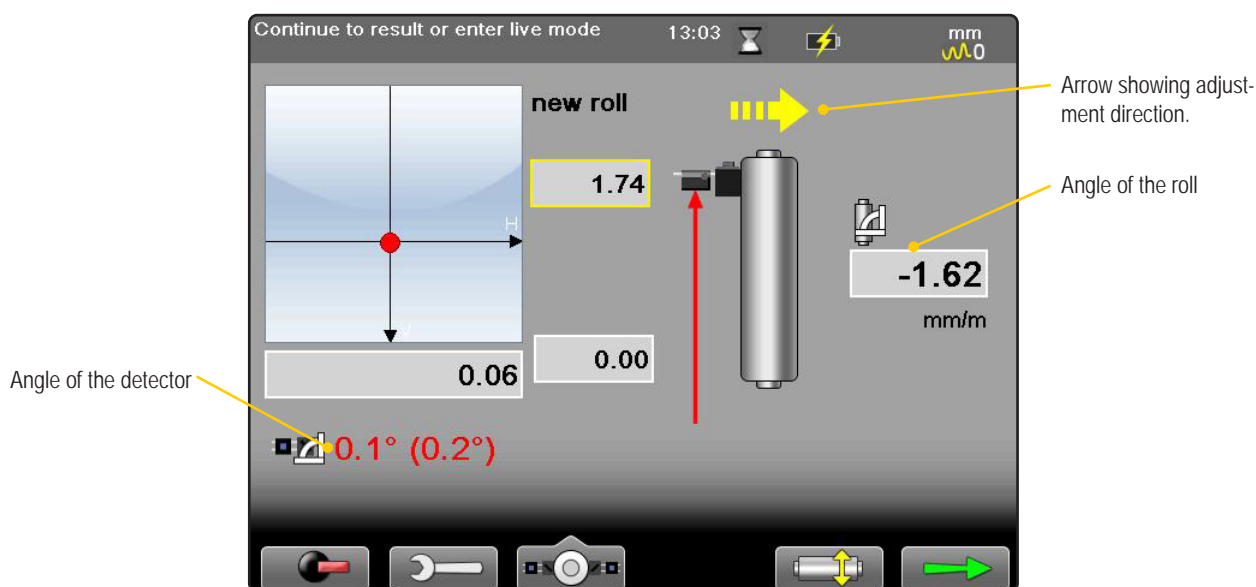 Continue to result or enter live mode 13:03 mm
0
new roll
Arrow showing adjust-
ment direction.
1.74
Angle of the roll
H
-1.62
mm/m
0.00
0.06
Angle of the detector
0.1° (0.2°)